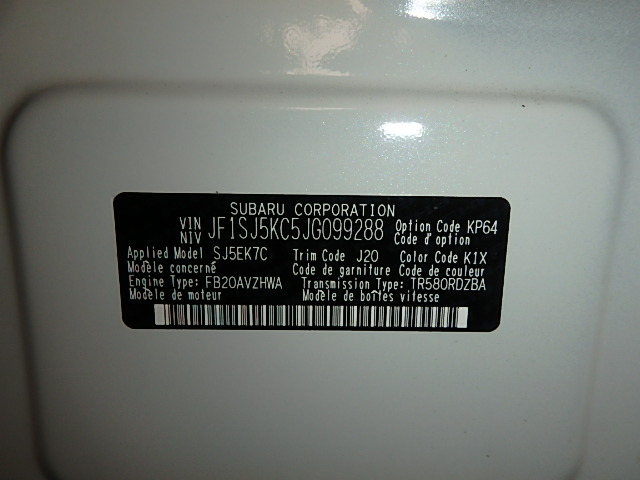 SUBARU CORPORATION
VIN NIV JF1SJ5KC5JG099288 Option Code KP64
Code d'option
Applied Model SJ5EK7C Trim Code J20 Color Code K1X
Modèle concerné Code de garniture Code de couleur
Engine Type: FB20AVZHWA Transmission Type: TR580RDZBA
Modèle de moteur Modèle de boîtes vitesse